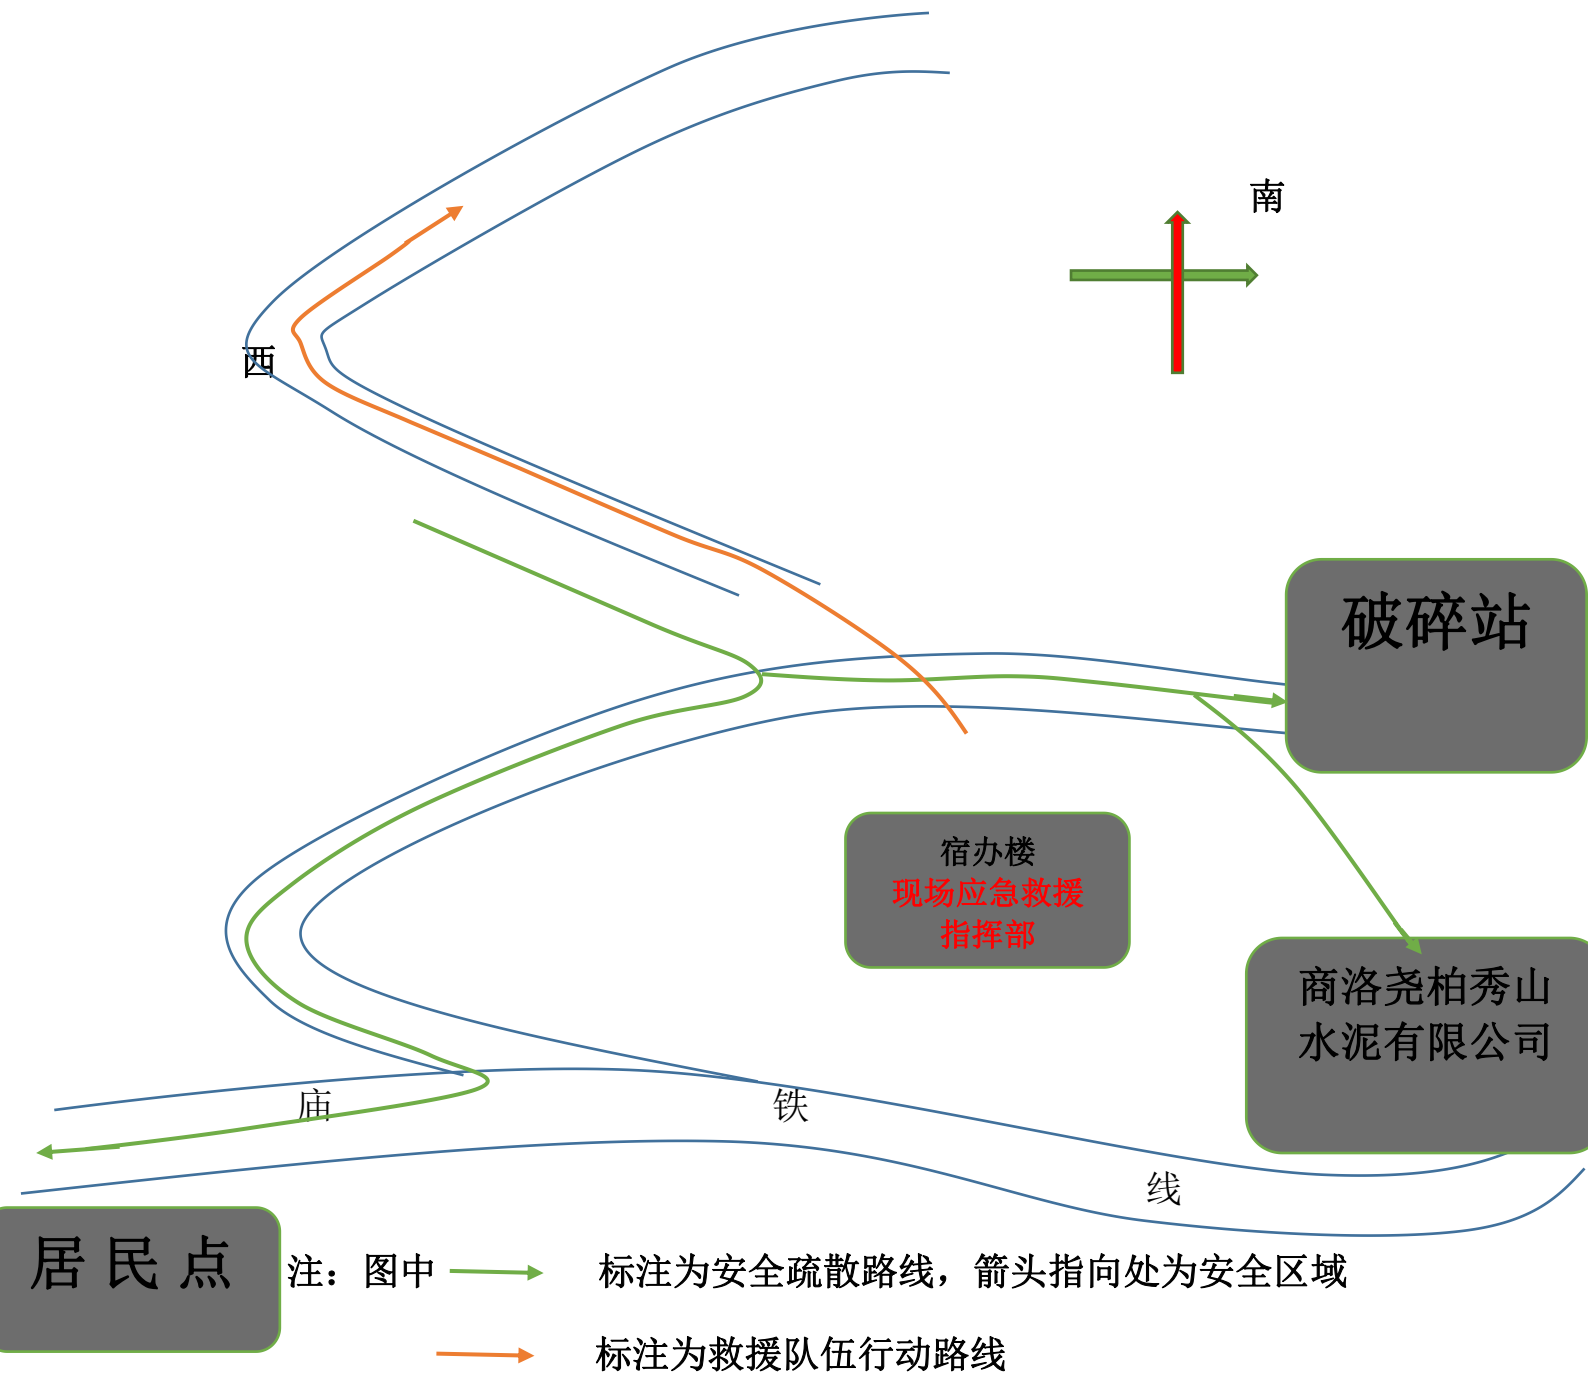 南
西
破碎站
宿办楼
现场应急救援
指挥部
商洛尧柏秀山
水泥有限公司
庙
铁
线
居民点
注：图中
标注为安全疏散路线，箭头指向处为安全区域
标注为救援队伍行动路线